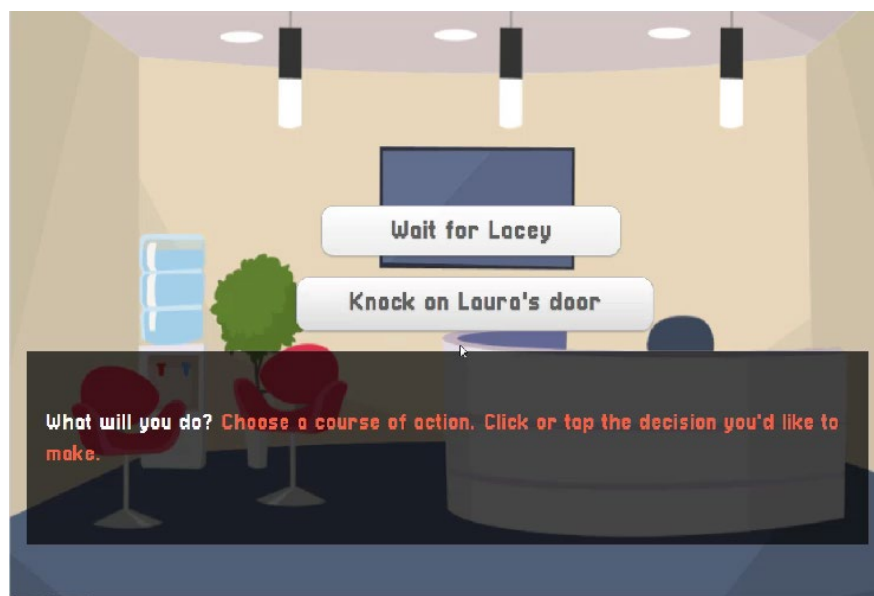 Wait for Lacey
Knock on Laura's door
What will you do? Choose a course of action. Click or tap the decision you'd like to
make.